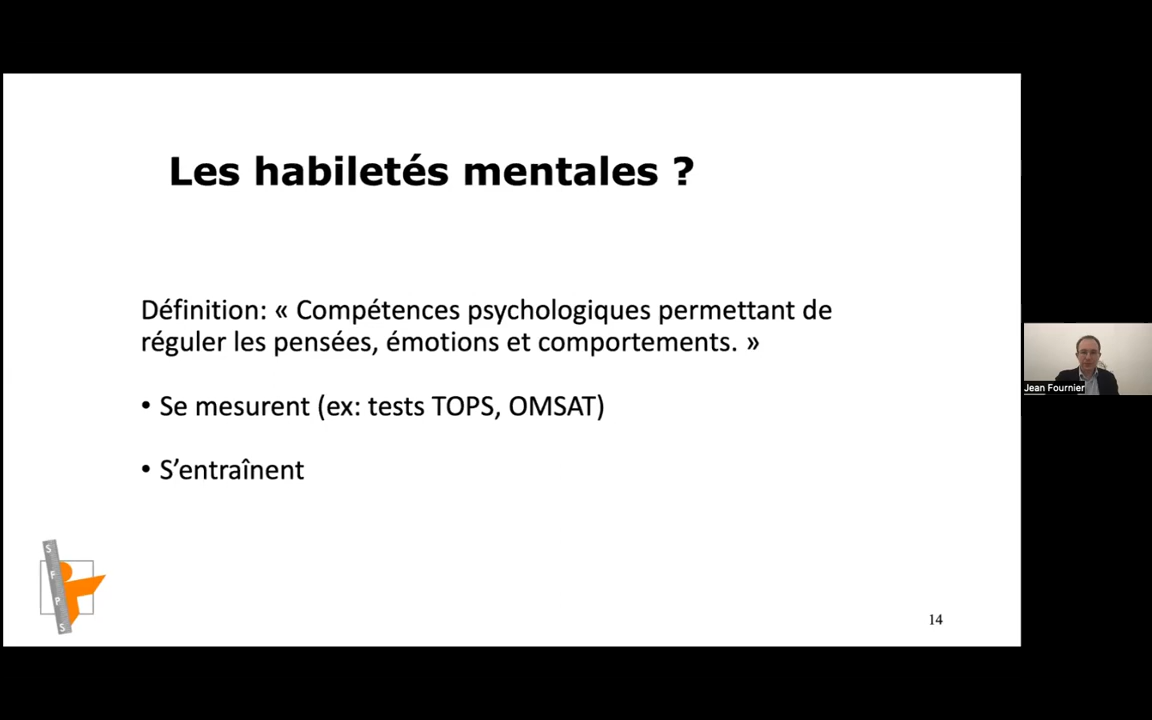 Les habiletés mentales ?
Définition: « Compétences psychologiques permettant de
réguler les pensées, émotions et comportements. »
• Se mesurent (ex: tests TOPS, OMSAT)
• S’entraînent
S
F
P
S
14
Jean Fournier